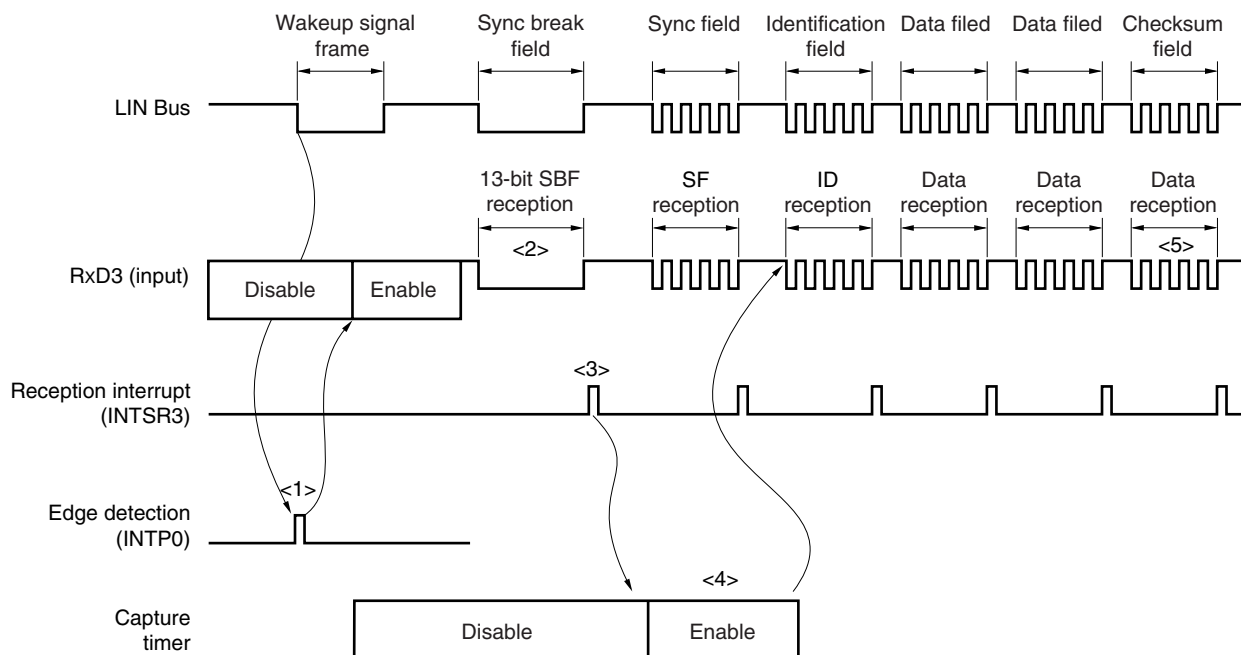 Wakeup signal
frame
Sync break
field
Sync field
Identification
field
Data filed
Data filed
Checksum
field
LIN Bus
13-bit SBF
reception
SF
reception
ID
reception
Data
reception
Data
reception
Data
reception
<2>
<5>
RxD3 (input)
Disable
Enable
Reception interrupt
(INTSR3)
<3>
Edge detection
(INTP0)
<1>
Capture
timer
Disable
<4>
Enable